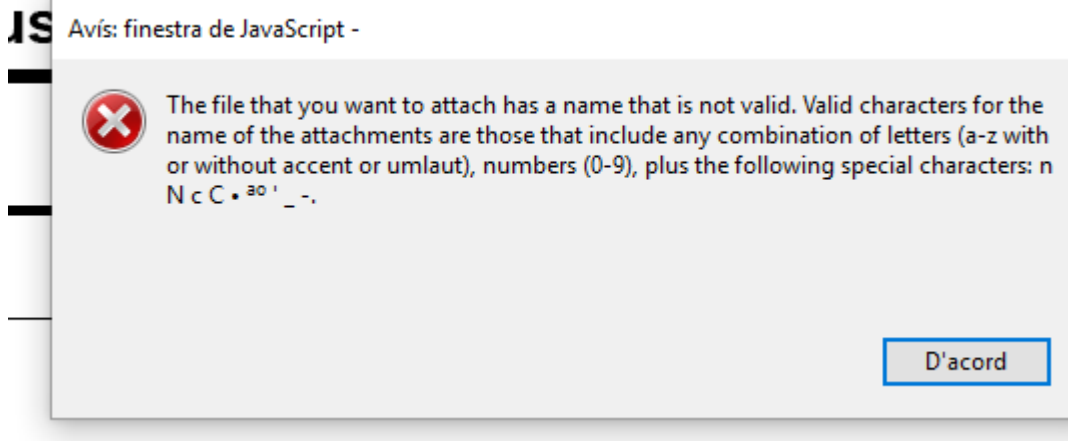 us
Avís: finestra de JavaScript -
The file that you want to attach has a name that is not valid. Valid characters for the
name of the attachments are those that include any combination of letters (a-z with
or without accent or umlaut), numbers (0-9), plus the following special characters: n
N c C • ªº ' _ -.
D'acord